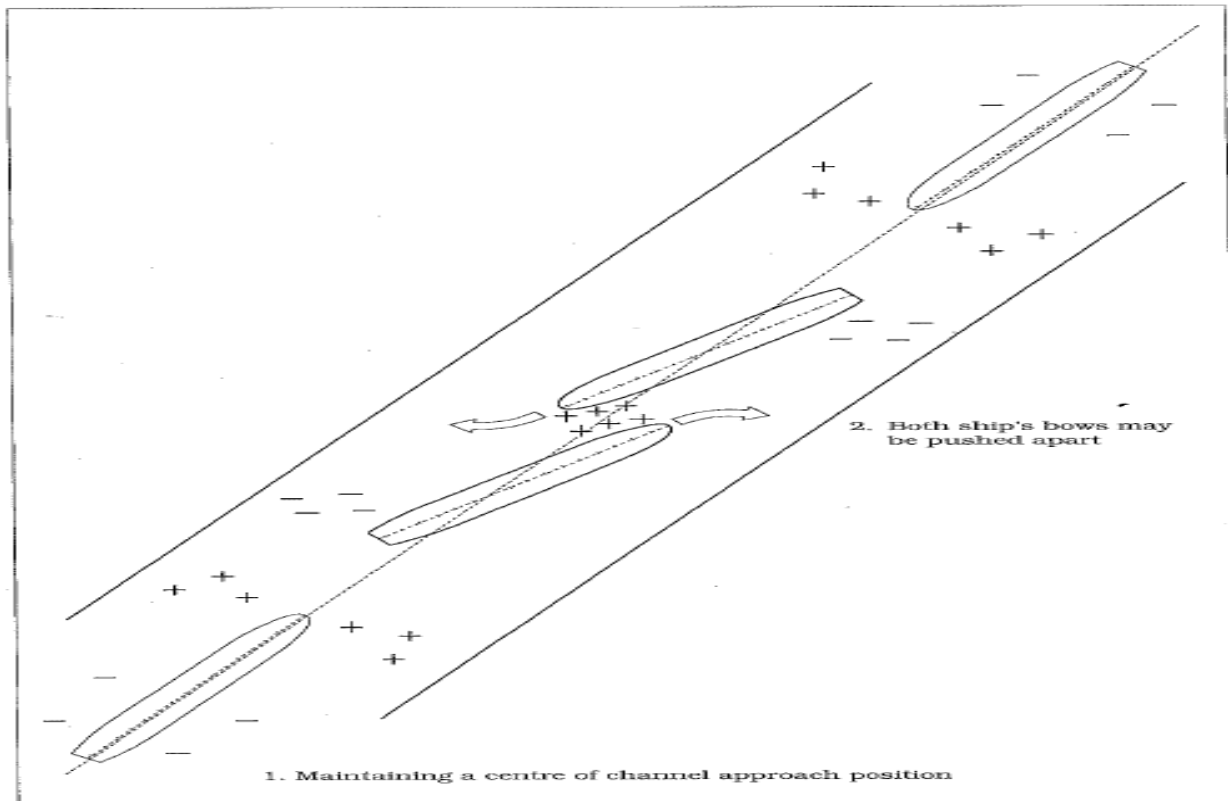 2. Both ship's bows may
be pushed apart
1. Maintaining a centre of channel approach position